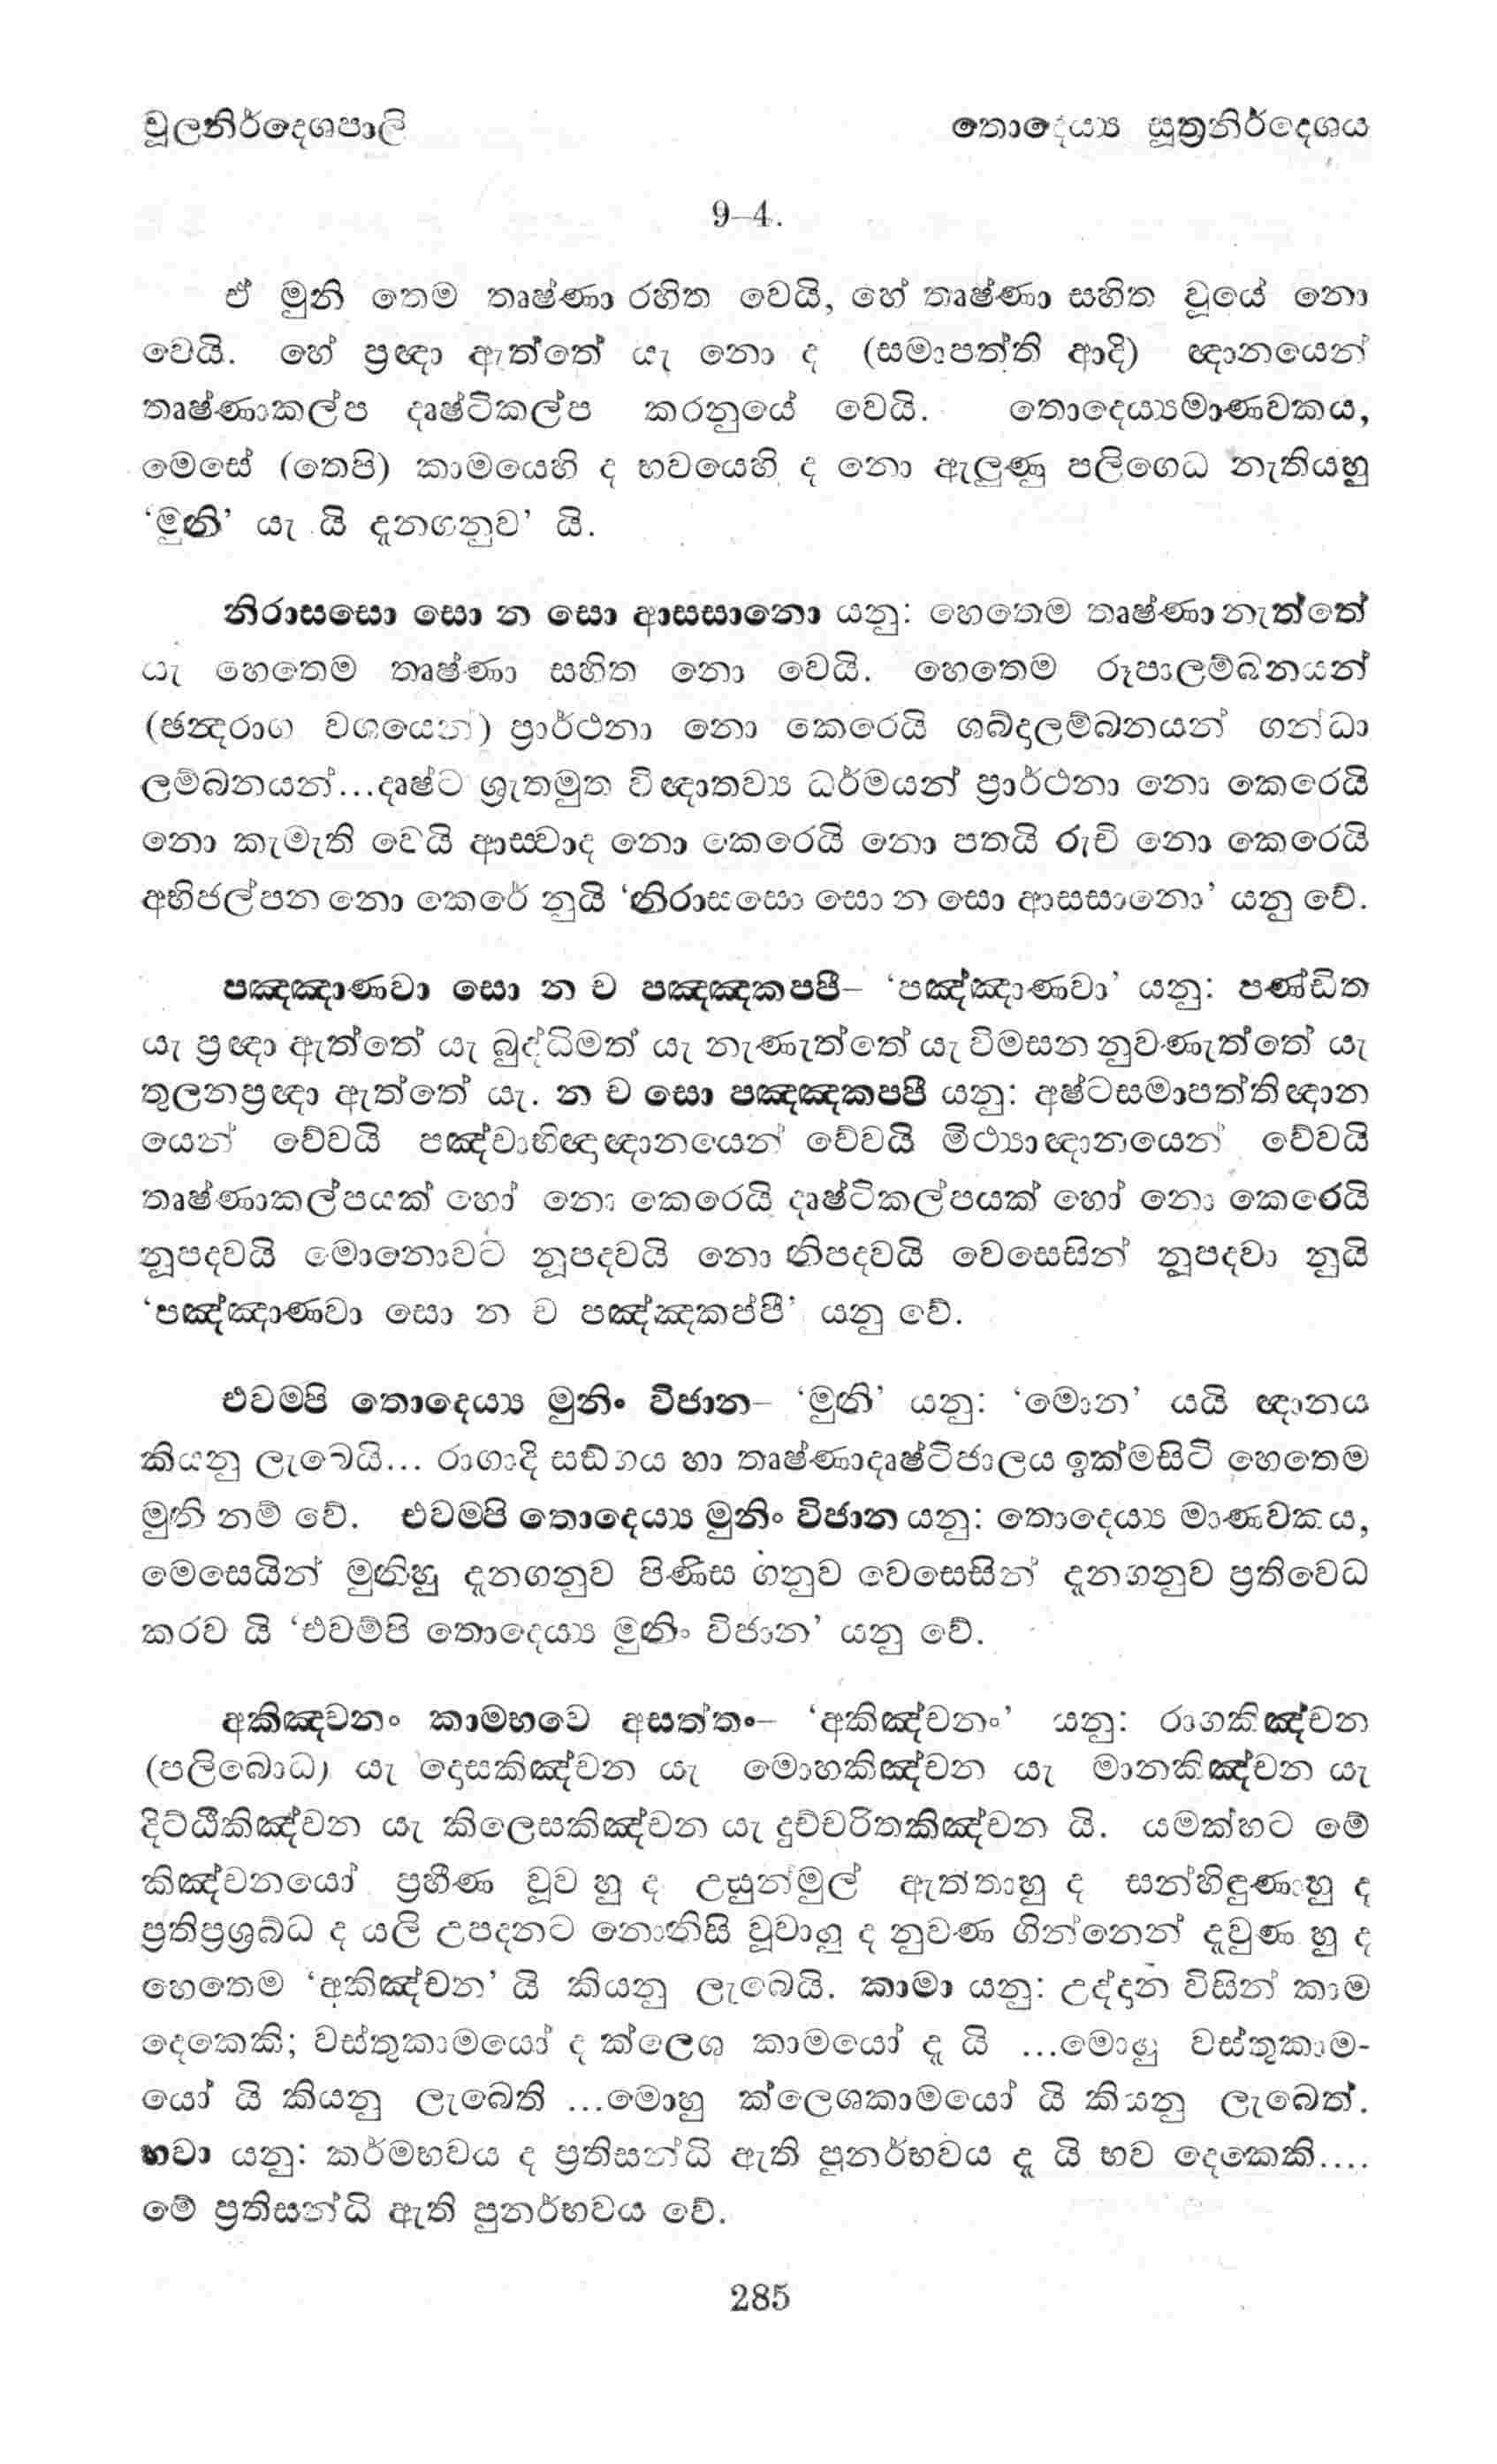 චූලනිර්දෙශපාලි තොදෙය්‍ය සූත්‍රනිර්දෙශය
9–4.
ඒ මුනි තෙම තෘෂ්ණා රහිත වෙයි, හේ තෘෂ්ණා සහිත වූයේ නො
වෙයි. හේ ප්‍රඥා ඇත්තේ යැ නො ද (සමාපත්ති ආදි) ඥානයෙන්
තෘෂ්ණාකල්ප දෘෂ්ටිකල්ප කරනුයේ වෙයි. තොදෙය්‍යමාණවකය,
මෙසේ (තෙපි) කාමයෙහි ද භවයෙහි ද නො ඇලුණු පලිගෙධ නැතියහු
‘මුනි’ යැ යි දැනගනුව’ යි.
නිරාසසො සො න සො ආසසානො යනු: හෙතෙම තෘෂ්ණා නැත්තේ
යැ හෙතෙම තෘෂ්ණා සහිත නො වෙයි. හෙතෙම රූපාලම්බනයන්
(ඡන්‍දරාග වශයෙන්) ප්‍රාර්ථනා නො කෙරෙයි ශබ්දාලම්බනයන් ගන්ධා
ලම්බනයන්...දෘෂ්ට ශ්‍රැතමුත විඥාතව්‍ය ධර්මයන් ප්‍රාර්ථනා නො කෙරෙයි
නො කැමැති වෙයි ආස්‍වාද නො කෙරෙයි නො පතයි රුචි නො කෙරෙයි
අභිජල්පන නො කෙරේ නුයි ‘නිරාසසො සො න සො ආසසානො’ යනු වේ.
පඤ්‍ඤාණවා සො න ච පඤ්‍ඤකප්‍පී– ‘පඤ්ඤාණවා’ යනු: පණ්ඩිත
යැ ප්‍රඥා ඇත්තේ යැ බුද්ධිමත් යැ නැණැත්තේ යැ විමසන නුවණැත්තේ යැ
තුලනප්‍රඥා ඇත්තේ යැ. න ච සො පඤ්‍ඤකප්‍පී යනු: අෂ්ටසමාපත්තිඥාන
යෙන් වේවයි පඤ්චාභිඥාඥානයෙන් වේවයි මිථ්‍යාඥානයෙන් වේවයි
තෘෂ්ණාකල්පයක් හෝ නො කෙරෙයි දෘෂ්ටිකල්පයක් හෝ නො කෙරෙයි
නූපදවයි මොනොවට නූපදවයි නො නිපදවයි වෙසෙසින් නූපදවා නුයි
‘පඤ්ඤාණවා සො න ච පඤ්ඤකප්පී’ යනු වේ.
එවම්‍පි තොදෙය්‍ය මුනිං විජාන– ‘මුනි’ යනු: ‘මොන’ යයි ඥානය
කියනු ලැබෙයි... රාගාදි සඞ්ගය හා තෘෂ්ණාදෘෂ්ටිජාලය ඉක්මසිටි හෙතෙම
මුනි නම් වේ. එවම්‍පි තොදෙය්‍ය මුනිං විජාන යනු: තොදෙය්‍ය මාණවකය,
මෙසෙයින් මුනිහු දැනගනුව පිණිස ගනුව වෙසෙසින් දැනගනුව ප්‍රතිවෙධ
කරව යි ‘එවම්පි තොදෙය්‍ය මුනිං විජාන’ යනු වේ.
අකිඤ්‍චනං කාමභවෙ අසත්තං– ‘අකිඤ්චනං’ යනු: රාගකිඤ්චන
(පලිබොධ) යැ දොසකිඤ්චන යැ මොහකිඤ්චන යැ මානකිඤ්චන යැ
දිට්ඨිකිඤ්චන යැ කිලෙසකිඤ්චන යැ දුච්චරිතකිඤ්චන යි. යමක්හට මේ
කිඤ්චනයෝ ප්‍රහීණ වූව හු ද උසුන්මුල් ඇත්තාහු ද සන්හිඳුණාහු ද
ප්‍රතිප්‍රශ්‍රබ්ධ ද යලි උපදනට නොනිසි වූවාහු ද නුවණ ගින්නෙන් දැවුණ හු ද
හෙතෙම ‘අකිඤ්චන’ යි කියනු ලැබෙයි. කාමා යනු: උද්දාන විසින් කාම
දෙකෙකි; වස්තුකාමයෝ ද ක්ලෙශ කාමයෝ ද යි ...මොහු වස්තුකාම-
යෝ යි කියනු ලැබෙති ...මොහු ක්ලෙශකාමයෝ යි කියනු ලැබෙත්.
භවා යනු: කර්මභවය ද ප්‍රතිසන්ධි ඇති පුනර්භවය ද යි භව දෙකෙකි....
මේ ප්‍රතිසන්ධි ඇති පුනර්භවය වේ.
285